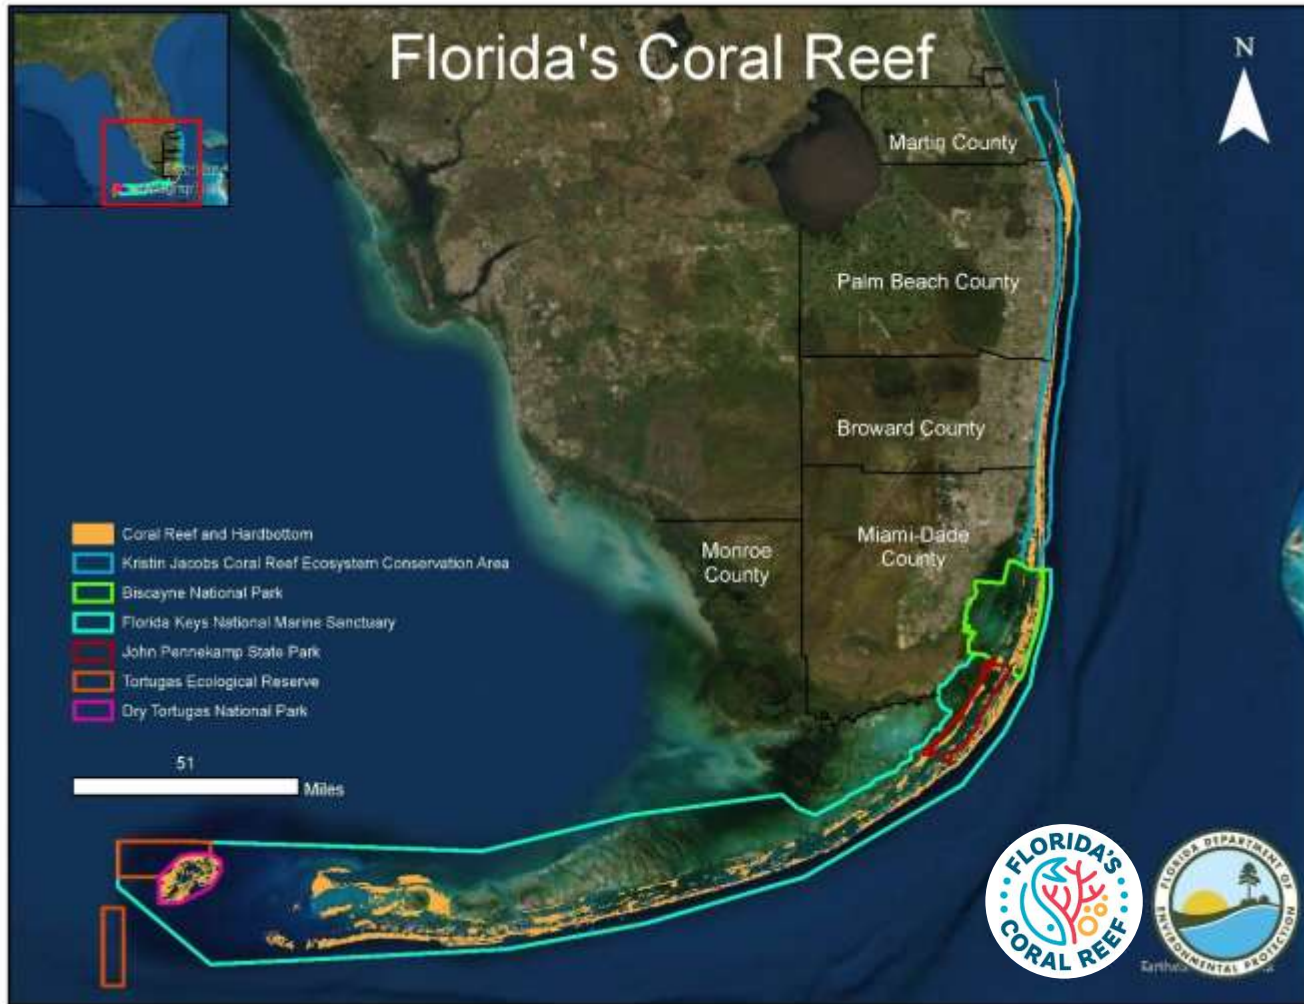 Florida's Coral Reef
N
Martin County
Palm Beach County
Broward County
Miami-Dade
County
Monroe
County
Coral Reef and Hardbottom
Kristin Jacobs Coral Reef Ecosystem Conservation Area
Biscayne National Park
Florida Keys National Marine Sanctuary
John Pennekamp State Park
Tortugas Ecological Reserve
Dry Tortugas National Park
51
Miles
FLORIDA'S
CORAL REEF
FLORIDA DEPARTMENT OF
ENVIRONMENTAL PROTECTION